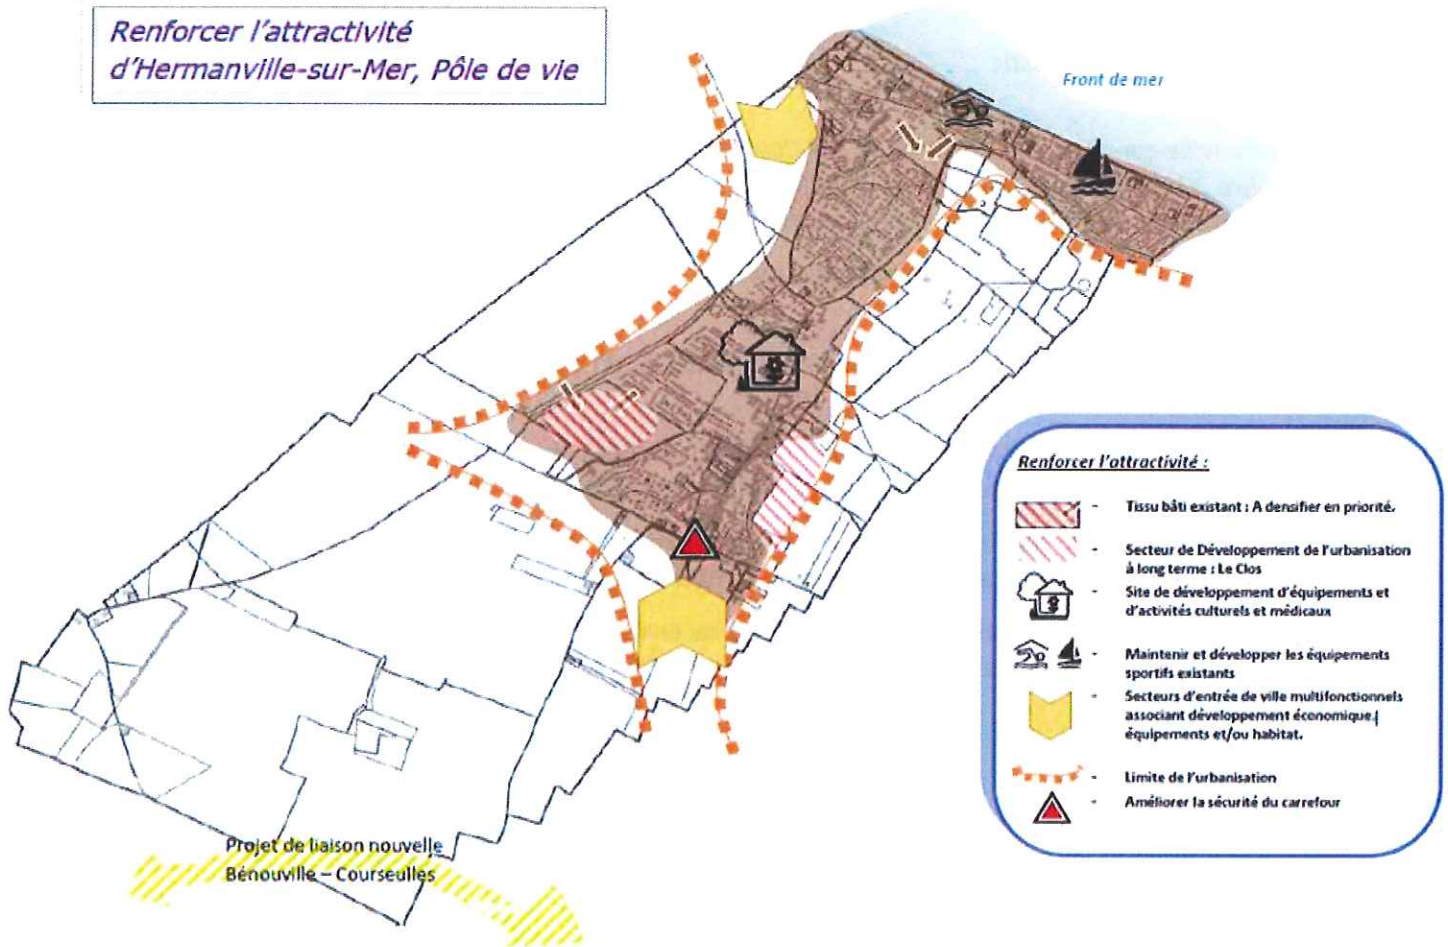 Renforcer l'attractivité
d'Hermanville-sur-Mer, Pôle de vie
Front de mer
Renforcer l'attractivité :
- Tissu bâti existant : A densifier en priorité.
- Secteur de Développement de l'urbanisation
à long terme : Le Clos
- Site de développement d'équipements et
d'activités culturels et médicaux
- Maintenir et développer les équipements
sportifs existants
- Secteurs d'entrée de ville multifonctionnels
associant développement économique,
équipements et/ou habitat.
- Limite de l'urbanisation
- Améliorer la sécurité du carrefour
Projet de liaison nouvelle
Bénouville – Courseulles